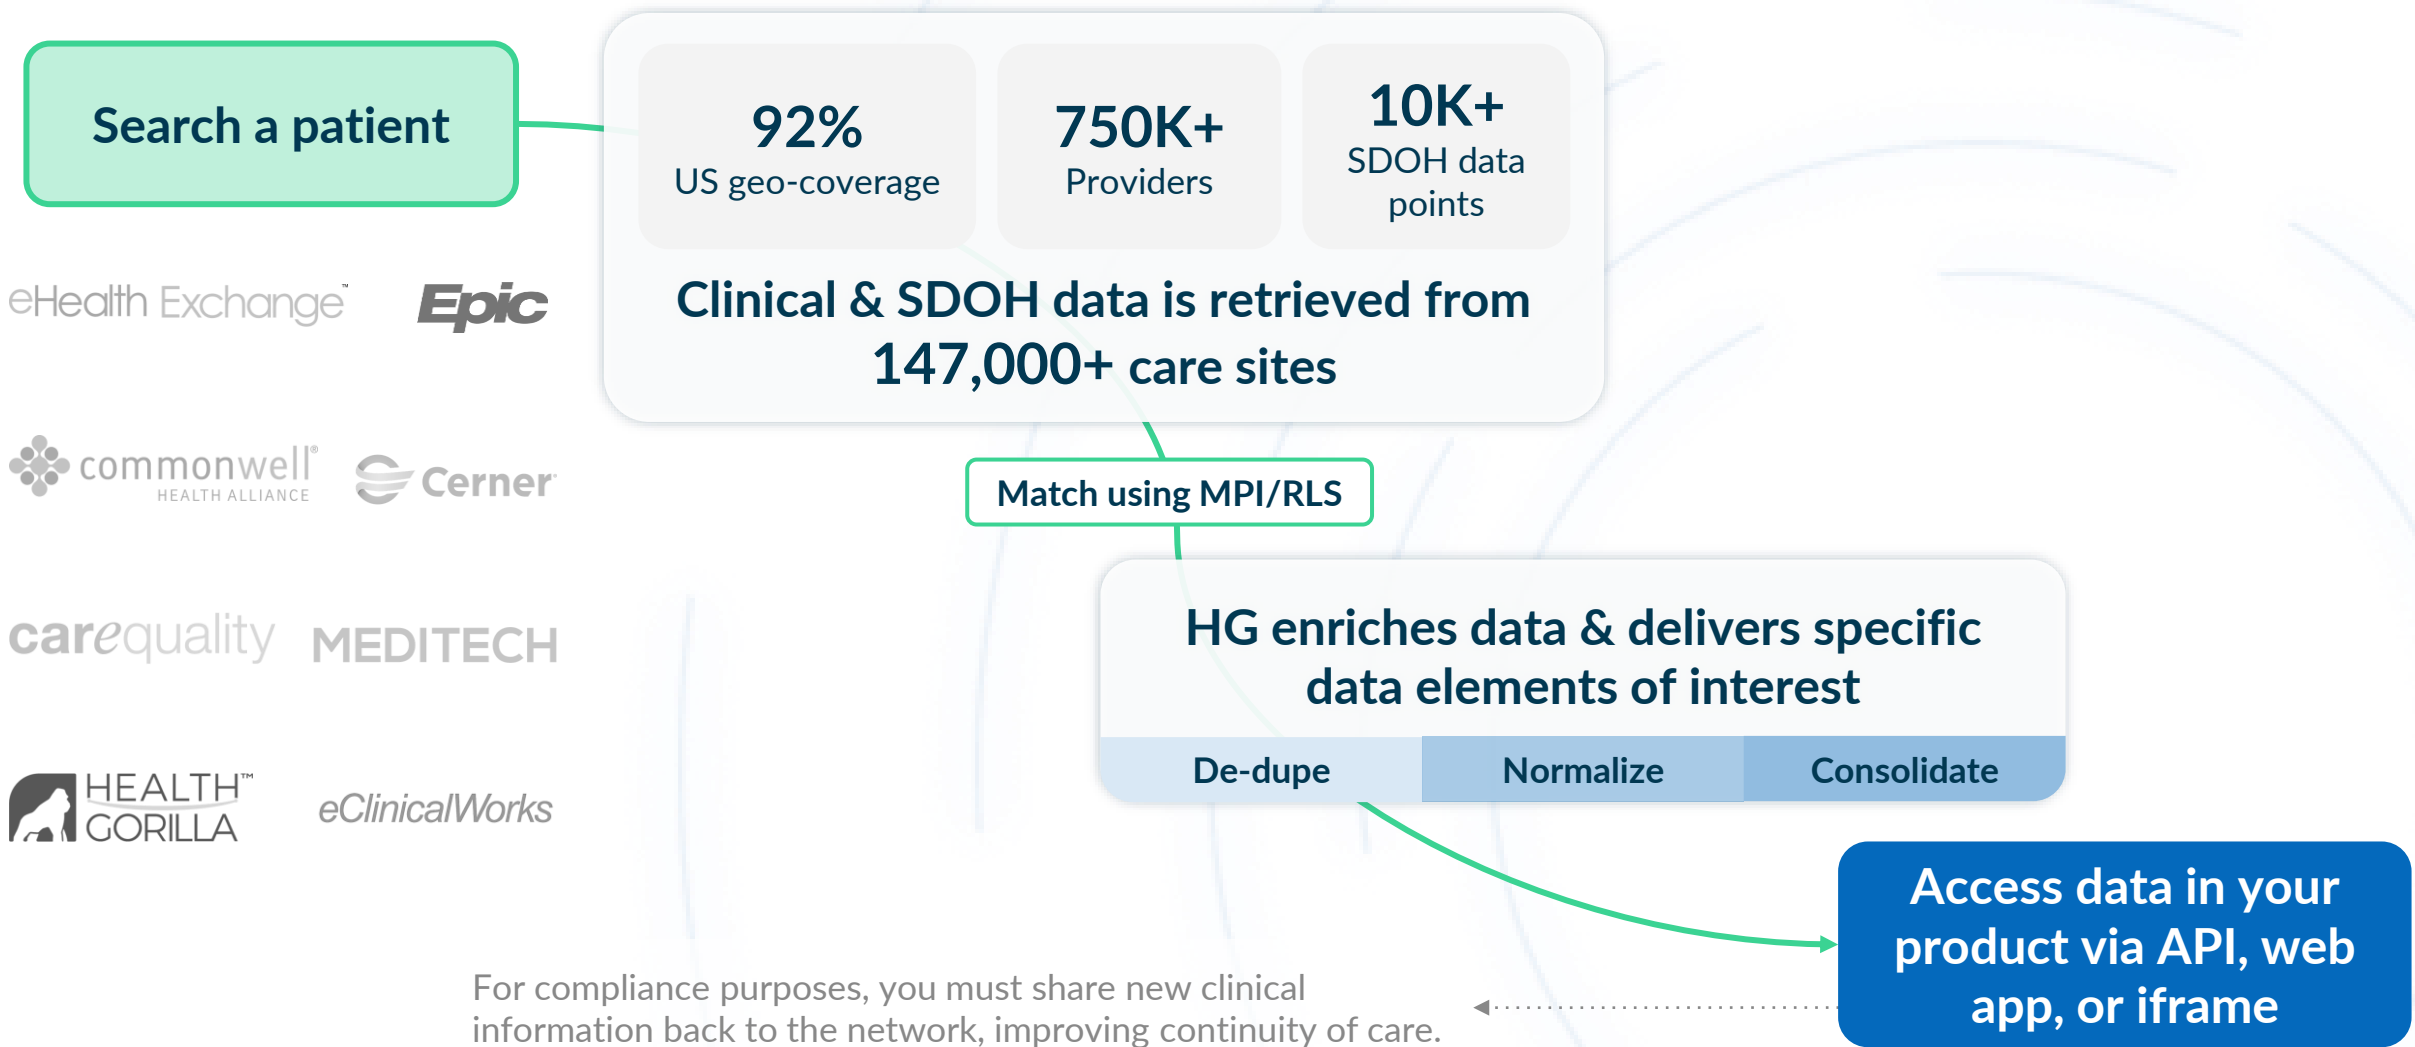 Search a patient
92%
US geo-coverage
750K+
Providers
10K+
SDOH data
points
Clinical & SDOH data is retrieved from
147,000+ care sites
eHealth Exchange™
Epic
commonwell®
HEALTH ALLIANCE
Cerner
carequality
MEDITECH
HEALTH™
GORILLA
eClinicalWorks
Match using MPI/RLS
HG enriches data & delivers specific
data elements of interest
De-dupe
Normalize
Consolidate
Access data in your
product via API, web
app, or iframe
For compliance purposes, you must share new clinical
information back to the network, improving continuity of care.